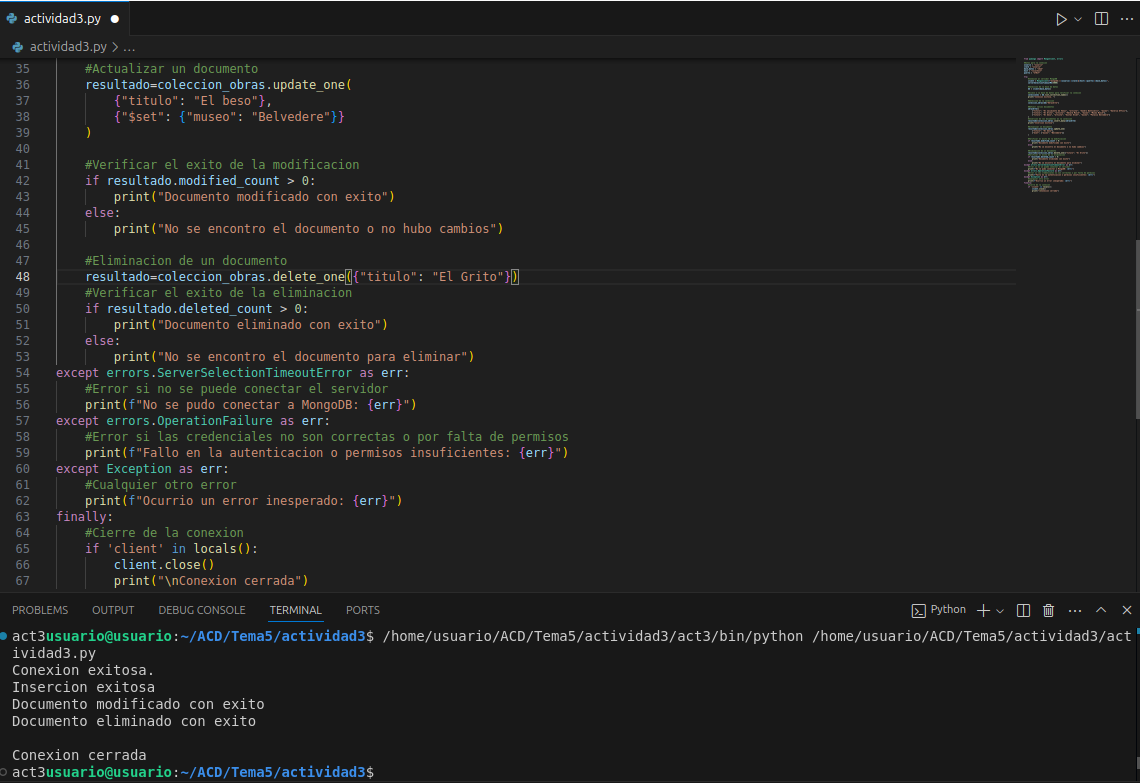 actividad3.py
actividad3.py > ...
35 #Actualizar un documento
36 resultado=coleccion_obras.update_one(
37 {"titulo": "El beso"},
38 {"$set": {"museo": "Belvedere"}}
39 )
40
41 #Verificar el exito de la modificacion
42 if resultado.modified_count > 0:
43 print("Documento modificado con exito")
44 else:
45 print("No se encontro el documento o no hubo cambios")
46
47 #Eliminacion de un documento
48 resultado=coleccion_obras.delete_one({"titulo": "El Grito"})
49 #Verificar el exito de la eliminacion
50 if resultado.deleted_count > 0:
51 print("Documento eliminado con exito")
52 else:
53 print("No se encontro el documento para eliminar")
54 except errors.ServerSelectionTimeoutError as err:
55 #Error si no se puede conectar el servidor
56 print(f"No se pudo conectar a MongoDB: {err}")
57 except errors.OperationFailure as err:
58 #Error si las credenciales no son correctas o por falta de permisos
59 print(f"Fallo en la autenticacion o permisos insuficientes: {err}")
60 except Exception as err:
61 #Cualquier otro error
62 print(f"Ocurrio un error inesperado: {err}")
63 finally:
64 #Cierre de la conexion
65 if 'client' in locals():
66 client.close()
67 print("\nConexion cerrada")
PROBLEMS OUTPUT DEBUG CONSOLE TERMINAL PORTS Python
act3usuario@usuario:~/ACD/Tema5/actividad3$ /home/usuario/ACD/Tema5/actividad3/act3/bin/python /home/usuario/ACD/Tema5/actividad3/act
ividad3.py
Conexion exitosa.
Insercion exitosa
Documento modificado con exito
Documento eliminado con exito
Conexion cerrada
act3usuario@usuario:~/ACD/Tema5/actividad3$